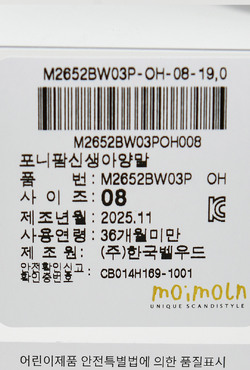 M2652BW03P-OH-08-19,0
M2652BW03POH008
포니팜신생아양말
품 번 : M2652BW03P OH
사 이 즈 : 08
제조년월 : 2025.11
사용연령 : 36개월미만
제 조 원 : (주)한국벨우드
안전확인신고
확인증번호 : CB014H169-1001
moimoln
UNIQUE SCANDISTYLE
어린이제품 안전특별법에 의한 품질표시